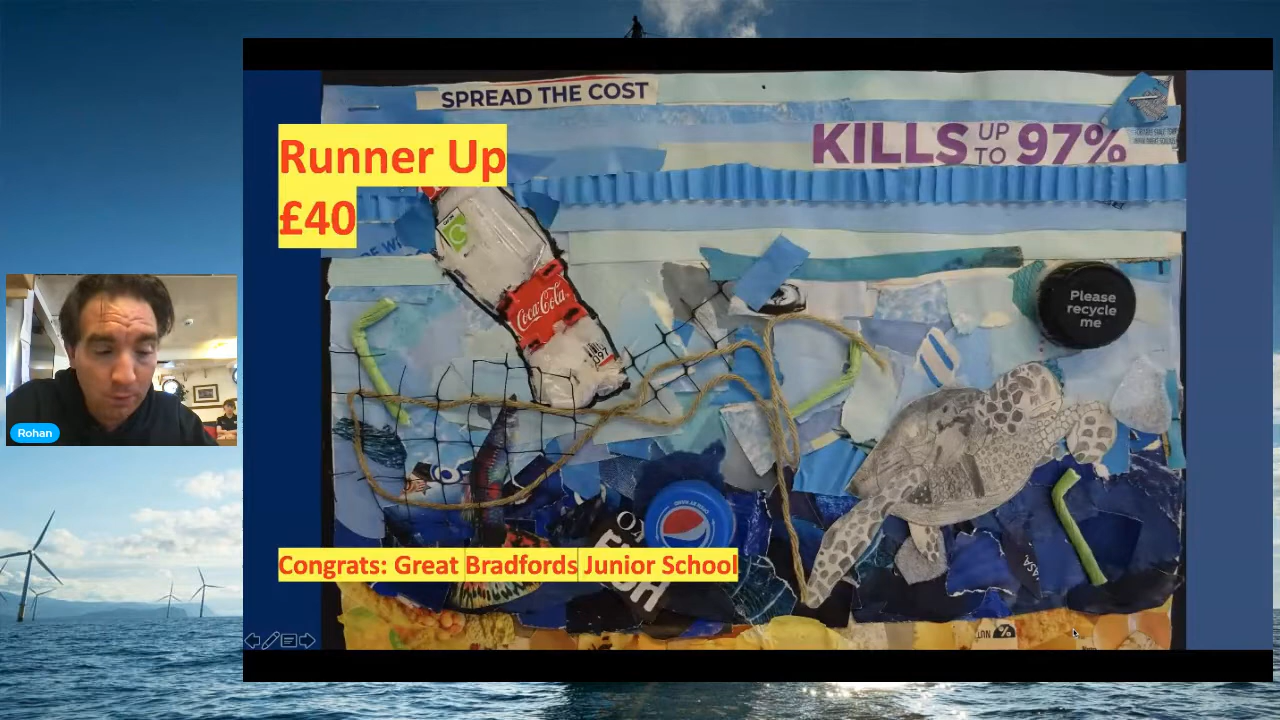 SPREAD THE COST
KILLS UP TO 97%
Runner Up
£40
Coca-Cola
Please
recycle
me
Rohan
Congrats: Great Bradfords Junior School